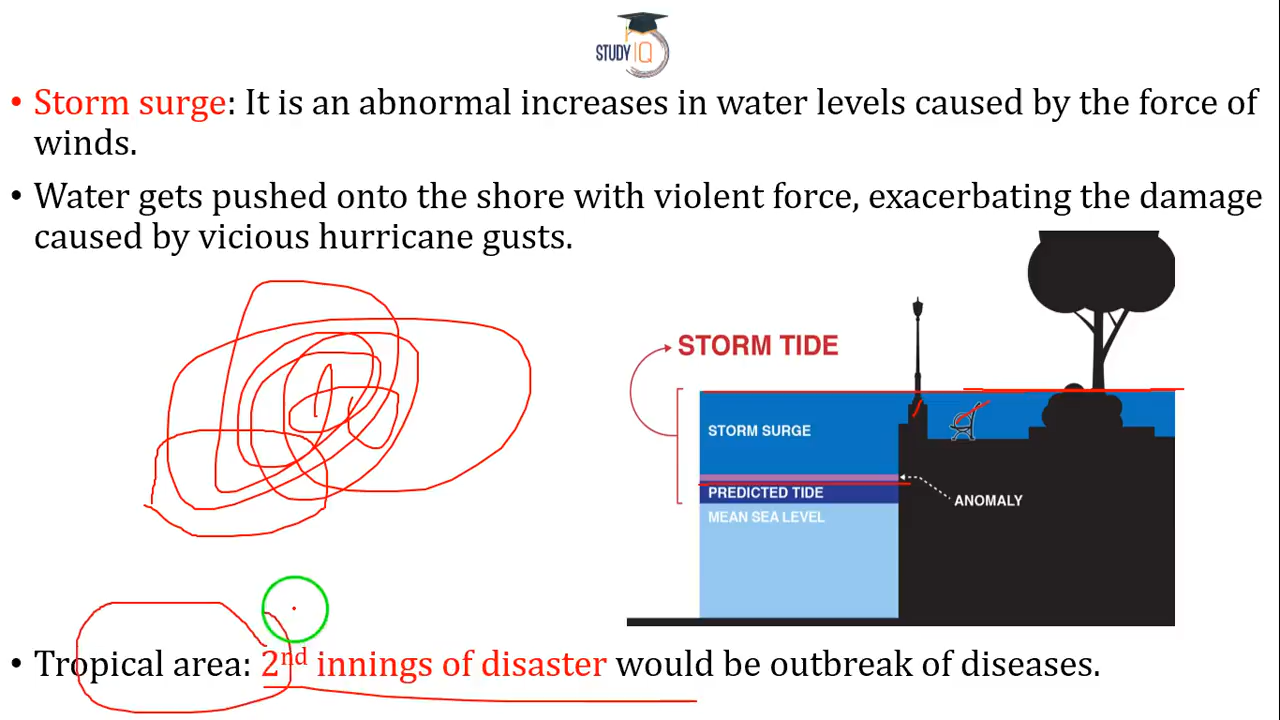 STUDY IQ
• Storm surge: It is an abnormal increases in water levels caused by the force of
winds.
• Water gets pushed onto the shore with violent force, exacerbating the damage
caused by vicious hurricane gusts.
STORM TIDE
STORM SURGE
PREDICTED TIDE
ANOMALY
MEAN SEA LEVEL
• Tropical area: 2nd innings of disaster would be outbreak of diseases.